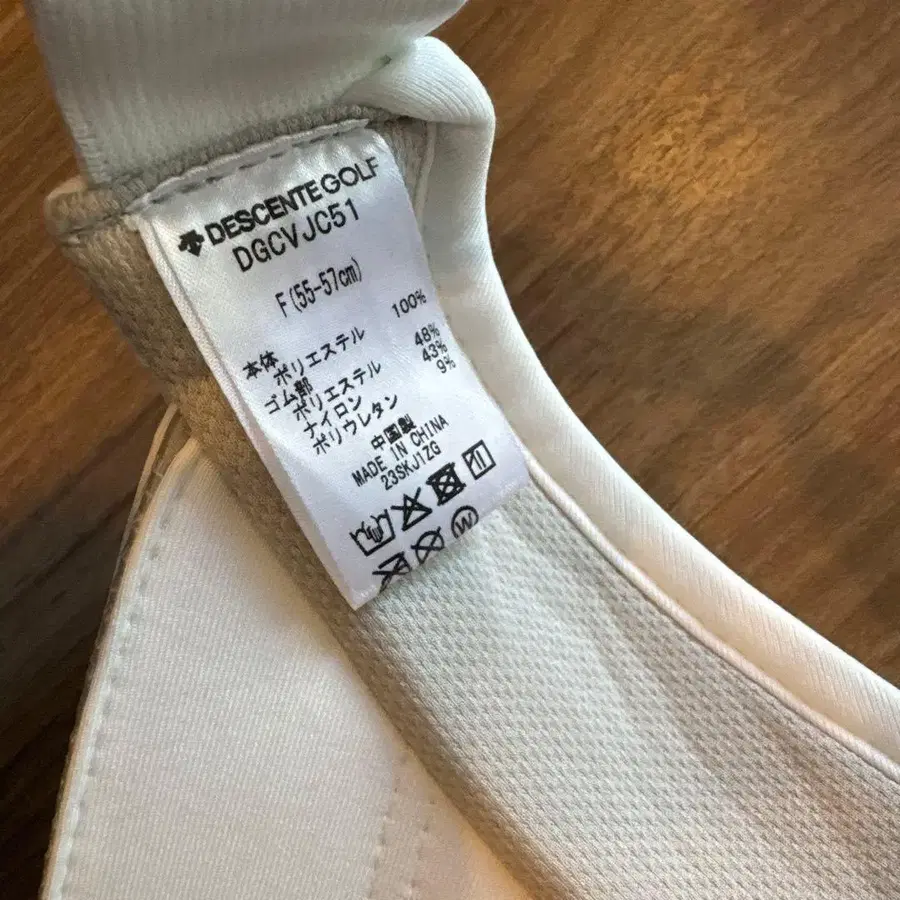 DESCENTE GOLF
DGCVJC51
F(55-57cm)
本体
ポリエステル 100%
ゴム部
ポリエステル 48%
ナイロン 43%
ポリウレタン 9%
中国製
MADE IN CHINA
23SKJ1ZG
W